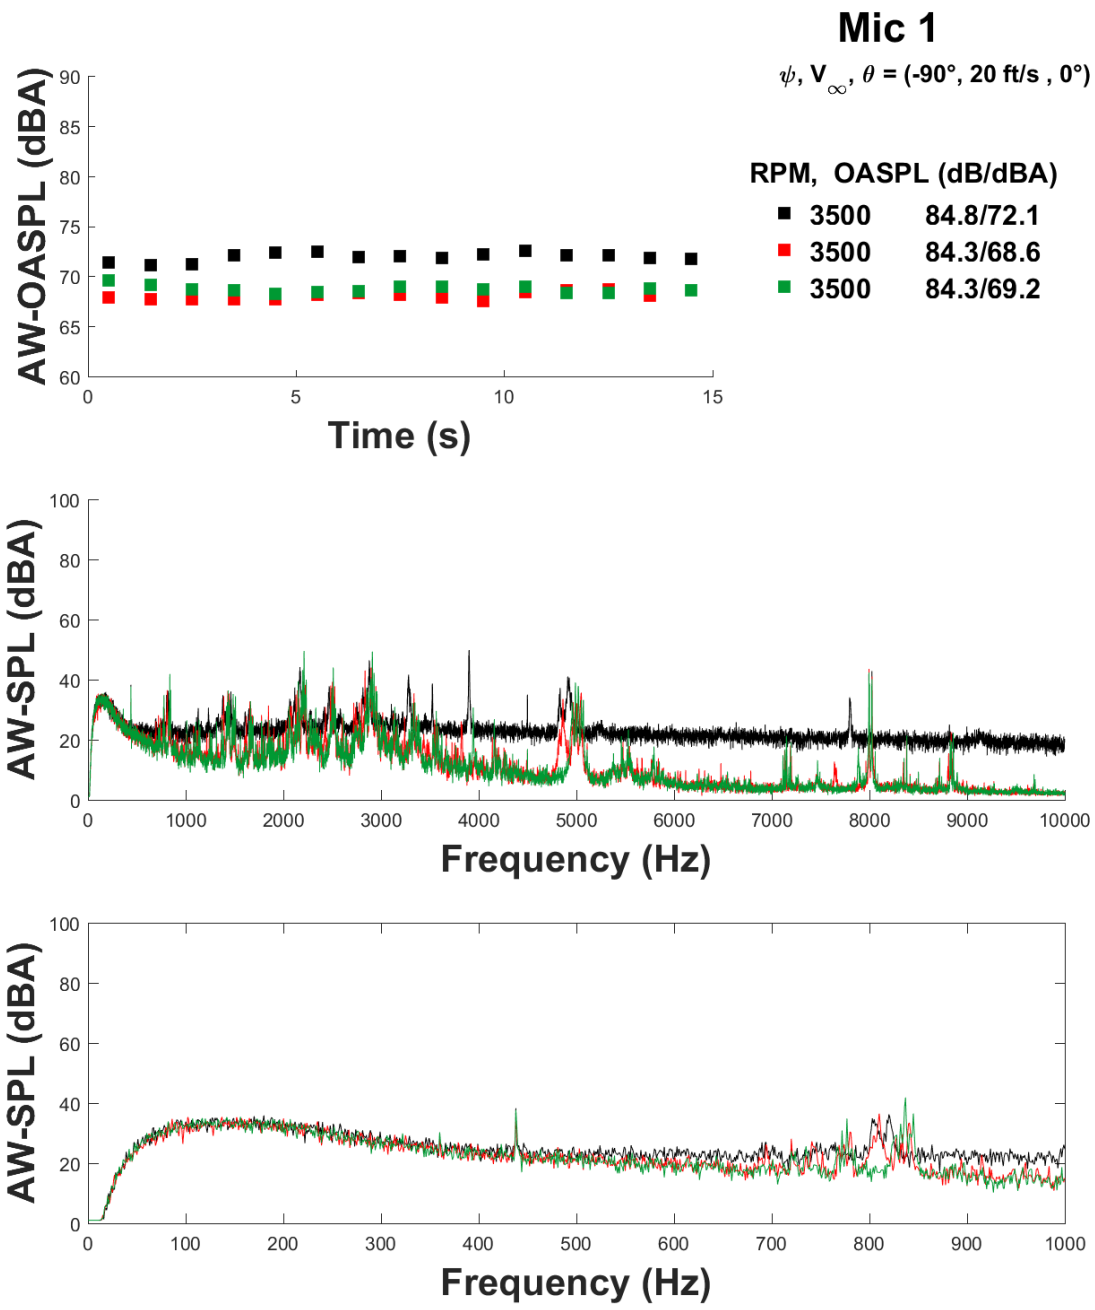 Mic 1
ψ, V∞, θ = (-90°, 20 ft/s , 0°)
RPM, OASPL (dB/dBA)
3500 84.8/72.1
3500 84.3/68.6
3500 84.3/69.2
AW-OASPL (dBA)
90
85
80
75
70
65
60
0 5 10 15
Time (s)
AW-SPL (dBA)
100
80
60
40
20
0
0 1000 2000 3000 4000 5000 6000 7000 8000 9000 10000
Frequency (Hz)
AW-SPL (dBA)
100
80
60
40
20
0
0 100 200 300 400 500 600 700 800 900 1000
Frequency (Hz)